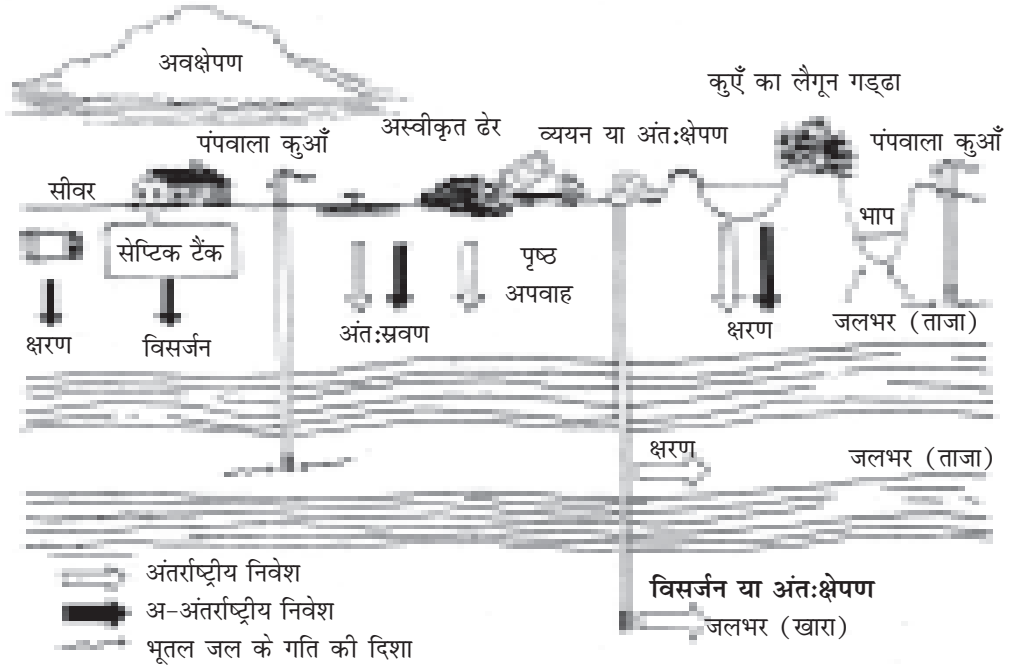 अवक्षेपण
कुएँ का लैगून गड्ढा
अस्वीकृत ढेर
व्ययन या अंत:क्षेपण
पंपवाला कुआँ
पंपवाला कुआँ
सीवर
भाप
सेप्टिक टैंक
पृष्ठ
अपवाह
क्षरण
विसर्जन
अंत:स्रवण
क्षरण
जलभर (ताजा)
क्षरण
जलभर (ताजा)
अंतर्राष्ट्रीय निवेश
अ-अंतर्राष्ट्रीय निवेश
भूतल जल के गति की दिशा
विसर्जन या अंत:क्षेपण
जलभर (खारा)